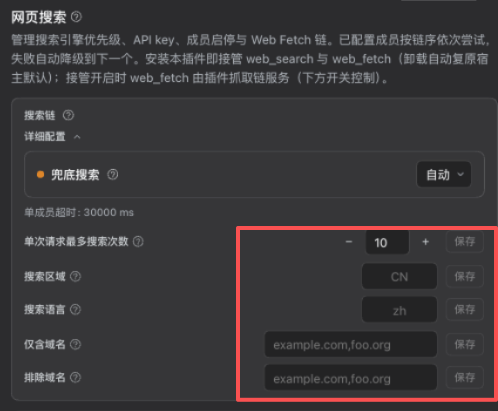 网页搜索
管理搜索引擎优先级、API key、成员启停与 Web Fetch 链。已配置成员按链序依次尝试，
失败自动降级到下一个。安装本插件即接管 web_search 与 web_fetch（卸载自动复原宿
主默认）；接管开启时 web_fetch 由插件抓取链服务（下方开关控制）。
搜索链
详细配置
兜底搜索 自动
单成员超时: 30000 ms
单次请求最多搜索次数 − 10 + 保存
搜索区域 CN 保存
搜索语言 zh 保存
仅含域名 example.com,foo.org 保存
排除域名 example.com,foo.org 保存